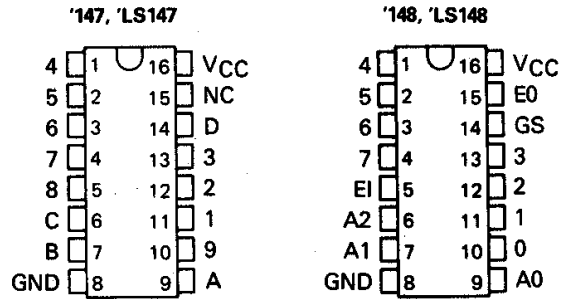 '147, 'LS147
4 1 16 VCC
5 2 15 NC
6 3 14 D
7 4 13 3
8 5 12 2
C 6 11 1
B 7 10 9
GND 8 9 A
'148, 'LS148
4 1 16 VCC
5 2 15 E0
6 3 14 GS
7 4 13 3
EI 5 12 2
A2 6 11 1
A1 7 10 0
GND 8 9 A0